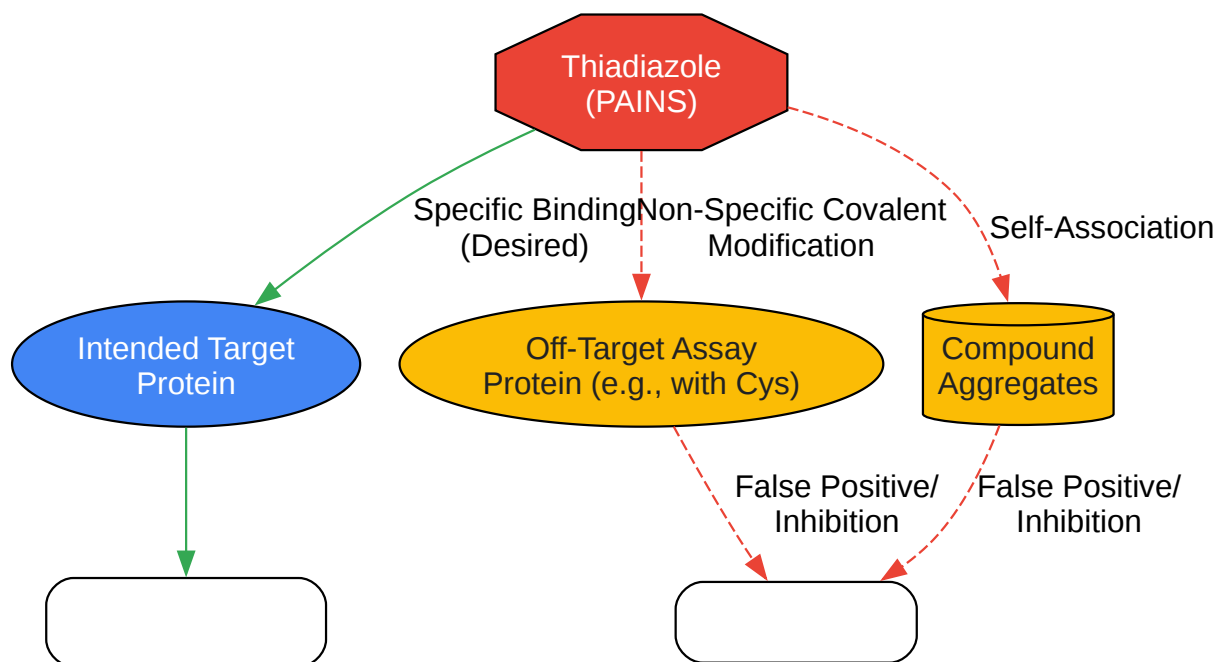 Thiadiazole
(PAINS)
Specific Binding
(Desired)
Non-Specific Covalent
Modification
Self-Association
Intended Target
Protein
Off-Target Assay
Protein (e.g., with Cys)
Compound
Aggregates
False Positive/
Inhibition
False Positive/
Inhibition